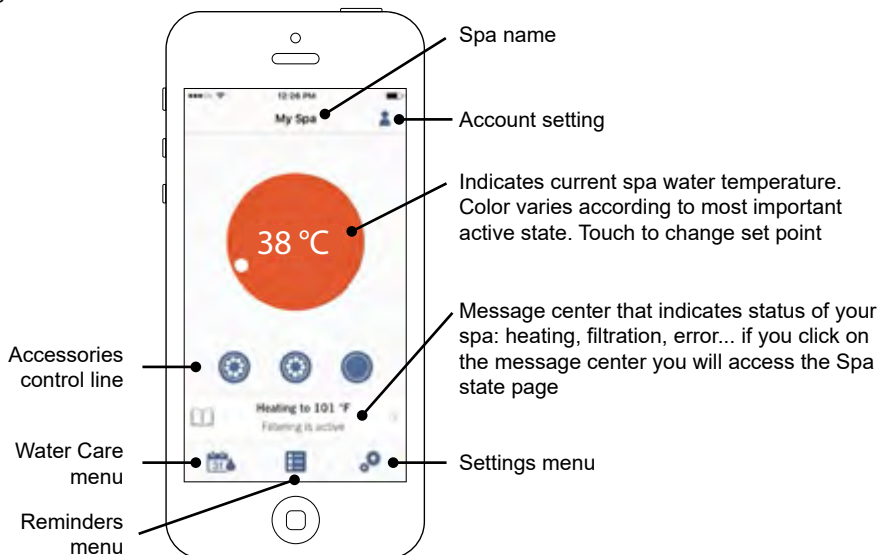 Spa name
12:26 PM
My Spa
Account setting
Indicates current spa water temperature.
Color varies according to most important
active state. Touch to change set point
38 °C
Message center that indicates status of your
spa: heating, filtration, error... if you click on
the message center you will access the Spa
state page
Accessories
control line
Heating to 101 °F
Filtering is active
Water Care
menu
31
Settings menu
Reminders
menu